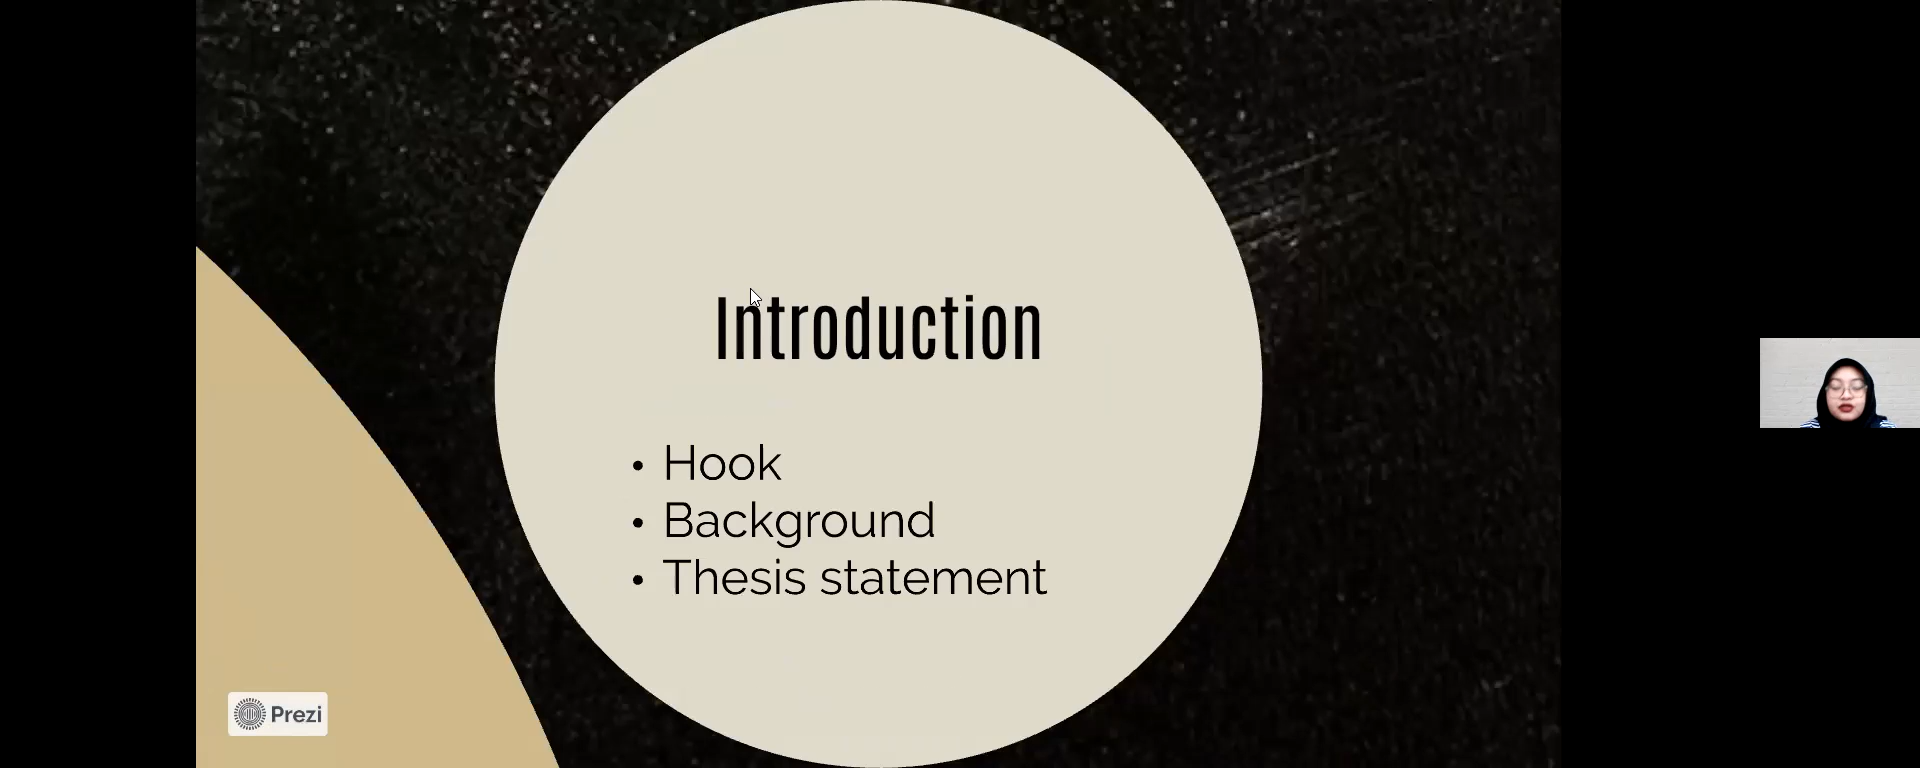 Introduction
• Hook
• Background
• Thesis statement
Prezi